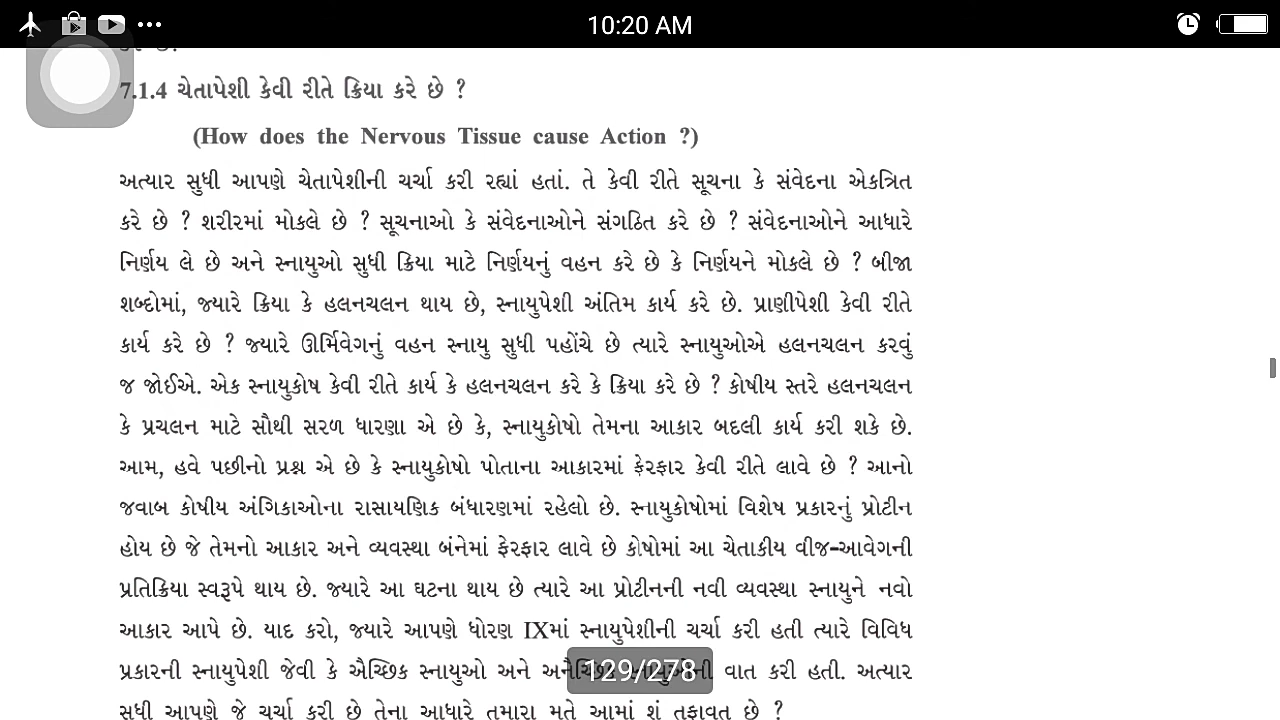 10:20 AM
7.1.4 ચેતાપેશી કેવી રીતે ક્રિયા કરે છે ?
(How does the Nervous Tissue cause Action ?)
અત્યાર સુધી આપણે ચેતાપેશીની ચર્ચા કરી રહ્યાં હતાં. તે કેવી રીતે સૂચના કે સંવેદના એકત્રિત
કરે છે ? શરીરમાં મોકલે છે ? સૂચનાઓ કે સંવેદનાઓને સંગઠિત કરે છે ? સંવેદનાઓને આધારે
નિર્ણય લે છે અને સ્નાયુઓ સુધી ક્રિયા માટે નિર્ણયનું વહન કરે છે કે નિર્ણયને મોકલે છે ? બીજા
શબ્દોમાં, જ્યારે ક્રિયા કે હલનચલન થાય છે, સ્નાયુપેશી અંતિમ કાર્ય કરે છે. પ્રાણીપેશી કેવી રીતે
કાર્ય કરે છે ? જ્યારે ઊર્મિવેગનું વહન સ્નાયુ સુધી પહોંચે છે ત્યારે સ્નાયુઓએ હલનચલન કરવું
જ જોઈએ. એક સ્નાયુકોષ કેવી રીતે કાર્ય કે હલનચલન કરે કે ક્રિયા કરે છે ? કોષીય સ્તરે હલનચલન
કે પ્રચલન માટે સૌથી સરળ ધારણા એ છે કે, સ્નાયુકોષો તેમના આકાર બદલી કાર્ય કરી શકે છે.
આમ, હવે પછીનો પ્રશ્ન એ છે કે સ્નાયુકોષો પોતાના આકારમાં ફેરફાર કેવી રીતે લાવે છે ? આનો
જવાબ કોષીય અંગિકાઓના રાસાયણિક બંધારણમાં રહેલો છે. સ્નાયુકોષોમાં વિશેષ પ્રકારનું પ્રોટીન
હોય છે જે તેમનો આકાર અને વ્યવસ્થા બંનેમાં ફેરફાર લાવે છે કોષોમાં આ ચેતાકીય વીજ-આવેગની
પ્રતિક્રિયા સ્વરૂપે થાય છે. જ્યારે આ ઘટના થાય છે ત્યારે આ પ્રોટીનની નવી વ્યવસ્થા સ્નાયુને નવો
આકાર આપે છે. યાદ કરો, જ્યારે આપણે ધોરણ IXમાં સ્નાયુપેશીની ચર્ચા કરી હતી ત્યારે વિવિધ
પ્રકારની સ્નાયુપેશી જેવી કે ઐચ્છિક સ્નાયુઓ અને અનૈચ્છિક સ્નાયુઓની વાત કરી હતી. અત્યાર
129/278
સુધી આપણે જે ચર્ચા કરી છે તેના આધારે તમારા મતે આમાં શું તફાવત છે ?